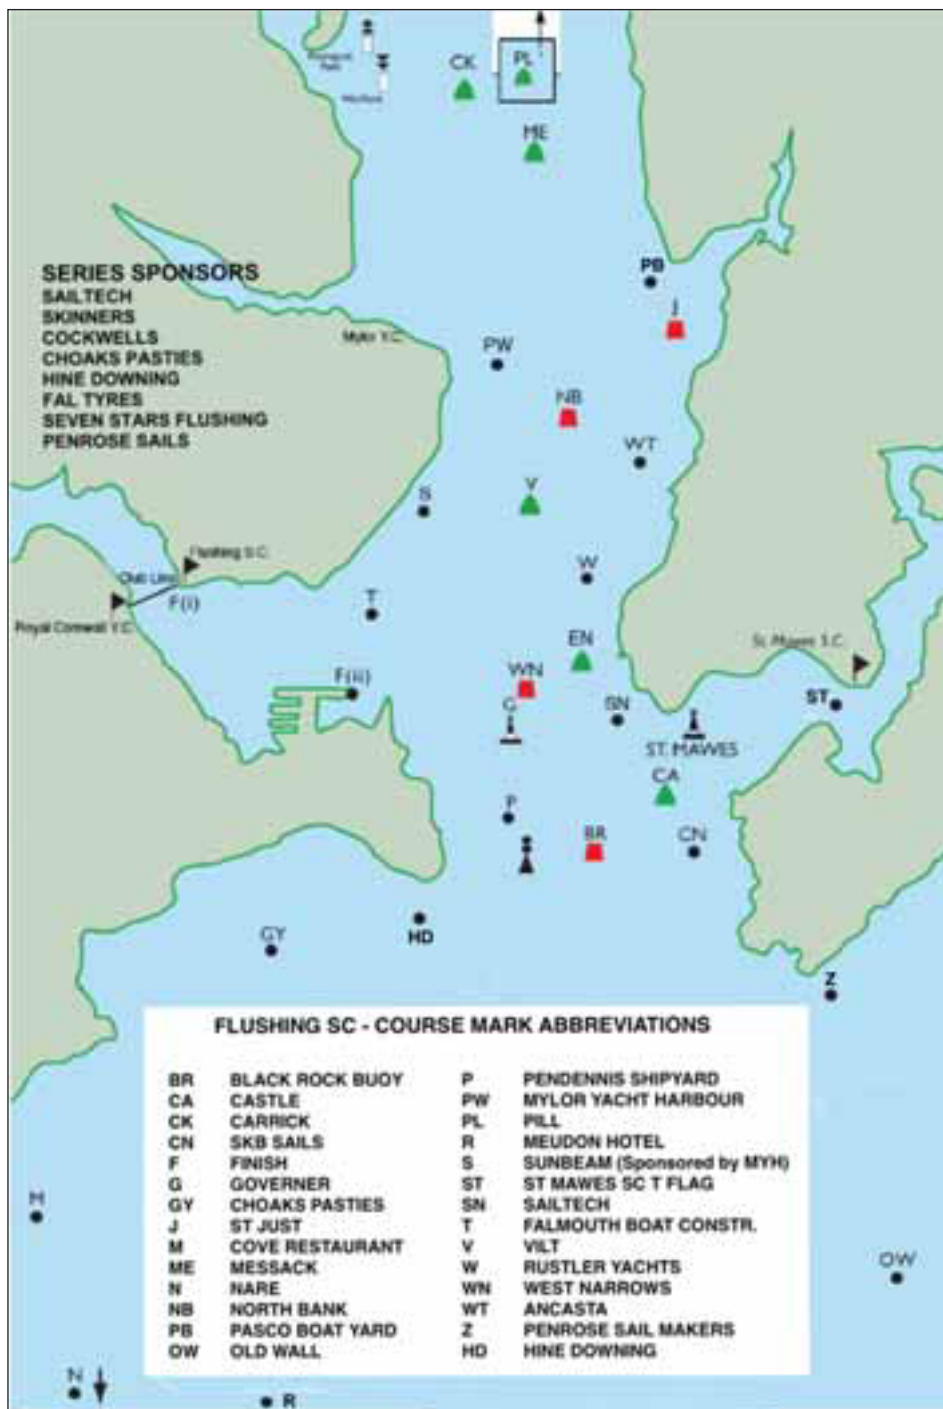 CK
PL
ME
PB
J
SERIES SPONSORS
SAILTECH
SKINNERS
COCKWELLS
CHOAKS PASTIES
HINE DOWNING
FAL TYRES
SEVEN STARS FLUSHING
PENROSE SAILS
Mylor Y.C.
PW
NB
WT
S
V
Flushing S.C.
Club Line
F(i)
Royal Cornwall Y.C.
T
W
EN
St. Mawes S.C.
WN
F(ii)
G
SN
ST
ST. MAWES
CA
P
BR
CN
GY
HD
Z
FLUSHING SC - COURSE MARK ABBREVIATIONS
BR BLACK ROCK BUOY P PENDENNIS SHIPYARD
CA CASTLE PW MYLOR YACHT HARBOUR
CK CARRICK PL PILL
CN SKB SAILS R MEUDON HOTEL
F FINISH S SUNBEAM (Sponsored by MYH)
G GOVERNER ST ST MAWES SC T FLAG
GY CHOAKS PASTIES SN SAILTECH
J ST JUST T FALMOUTH BOAT CONSTR.
M COVE RESTAURANT V VILT
ME MESSACK W RUSTLER YACHTS
N NARE WN WEST NARROWS
NB NORTH BANK WT ANCASTA
PB PASCO BOAT YARD Z PENROSE SAIL MAKERS
OW OLD WALL HD HINE DOWNING
M
OW
N
R